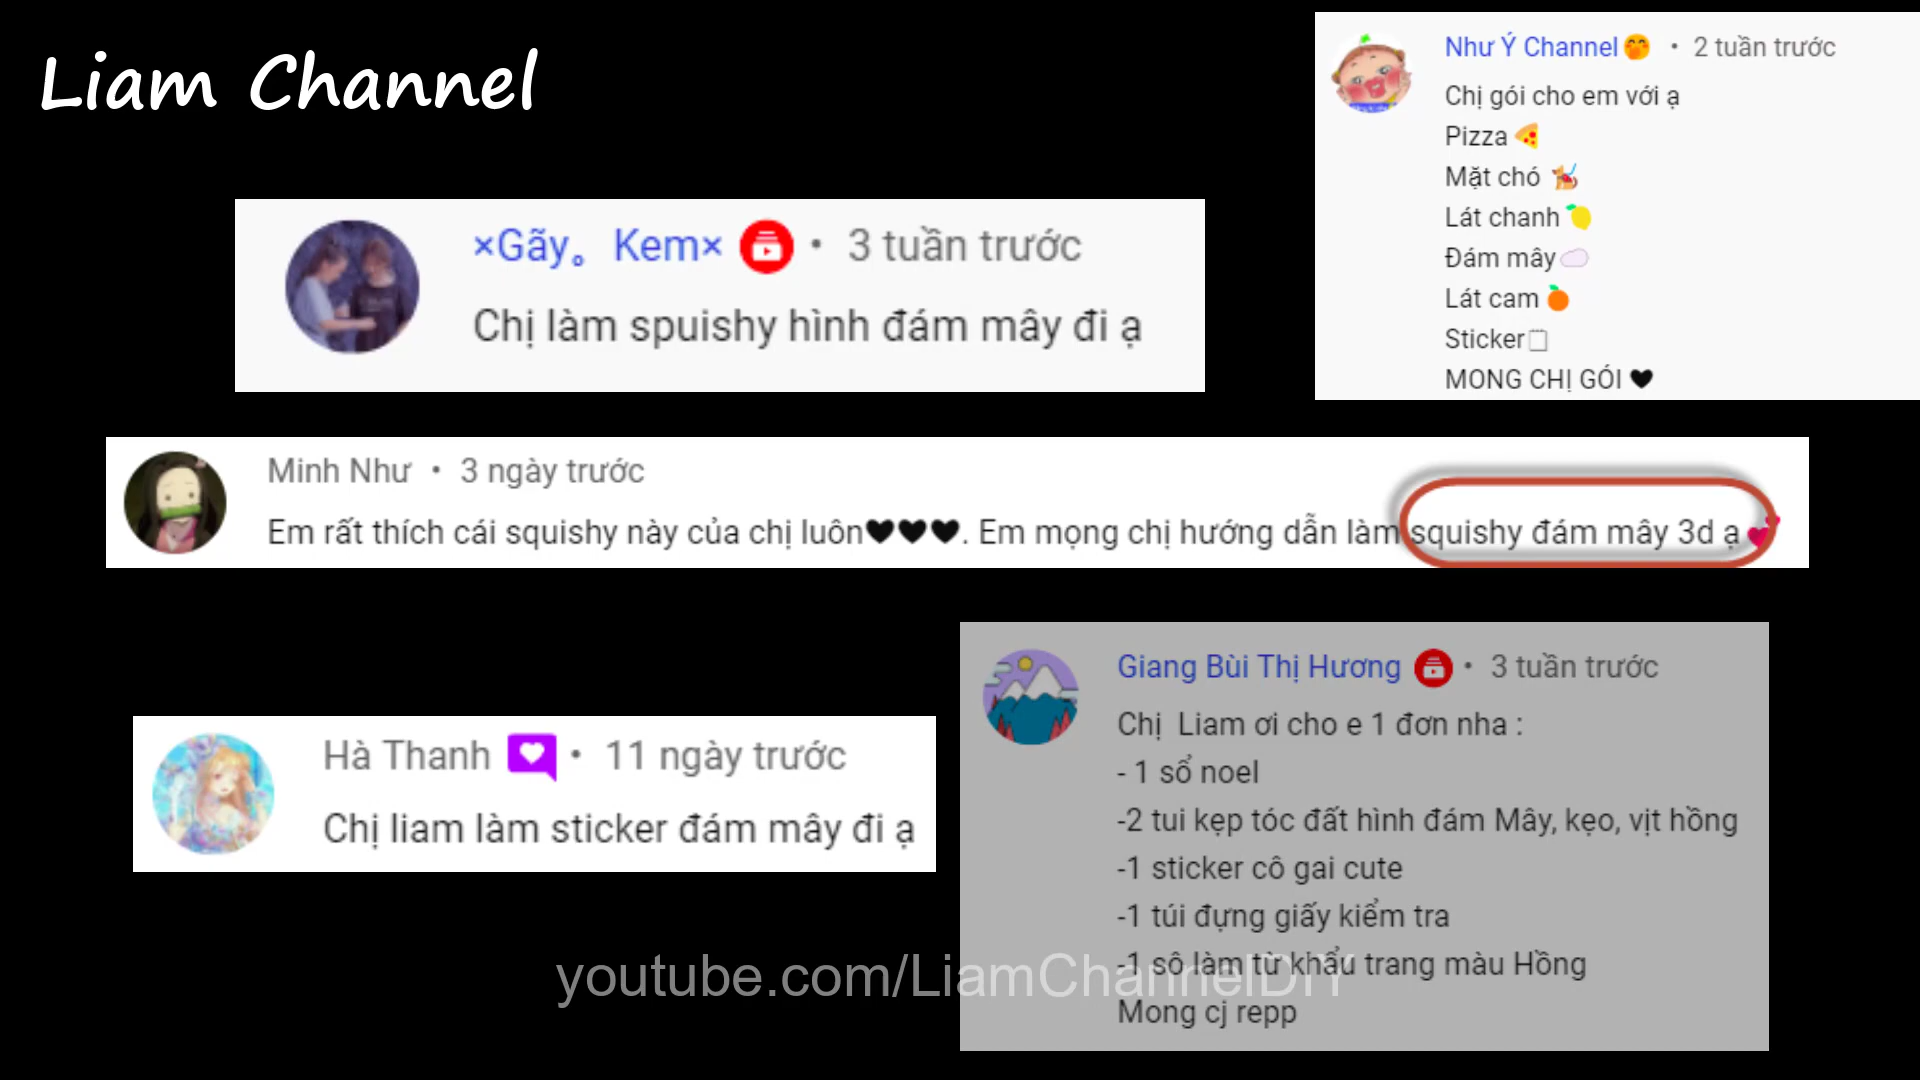 Liam Channel
Như Ý Channel🤭 • 2 tuần trước
Chị gói cho em với ạ
Pizza 🍕
Mặt chó 🐕‍🦺
Lát chanh 🍋
Đám mây☁️
Lát cam 🍊
Sticker🗒
MONG CHỊ GÓI ♥
×Gãy。Kem× • 3 tuần trước
Chị làm spuishy hình đám mây đi ạ
Minh Như • 3 ngày trước
Em rất thích cái squishy này của chị luôn♥♥♥. Em mọng chị hướng dẫn làm squishy đám mây 3d ạ💕
Hà Thanh • 11 ngày trước
Chị liam làm sticker đám mây đi ạ
Giang Bùi Thị Hương • 3 tuần trước
Chị Liam ơi cho e 1 đơn nha :
- 1 sổ noel
-2 tui kẹp tóc đất hình đám Mây, kẹo, vịt hồng
-1 sticker cô gai cute
-1 túi đựng giấy kiểm tra
-1 sô làm từ khẩu trang màu Hồng
Mong cj repp
youtube.com/LiamChannelDIY